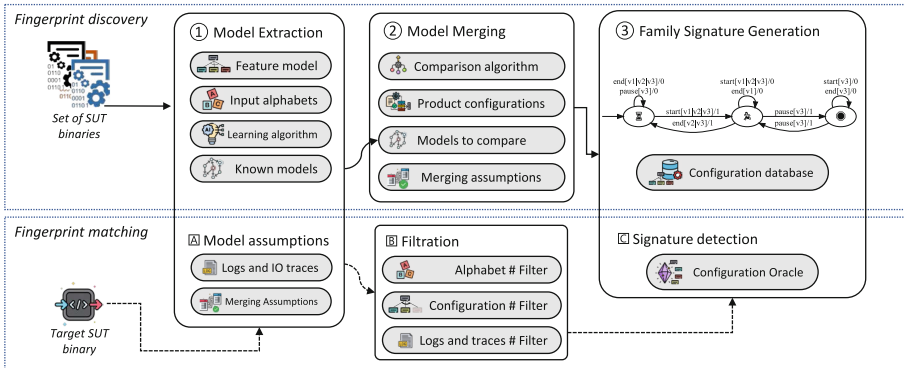 Fingerprint discovery
Set of SUT
binaries
① Model Extraction
Feature model
Input alphabets
Learning algorithm
Known models
② Model Merging
Comparison algorithm
Product configurations
Models to compare
Merging assumptions
③ Family Signature Generation
end[v1|v2|v3]/0
pause[v3]/0
start[v1|v2|v3]/1
end[v2|v3]/1
start[v1|v2|v3]/0
end[v1]/0
pause[v3]/1
pause[v3]/1
start[v3]/0
end[v3]/0
Configuration database
Fingerprint matching
Target SUT
binary
A Model assumptions
Logs and IO traces
Merging Assumptions
B Filtration
Alphabet # Filter
Configuration # Filter
Logs and traces # Filter
C Signature detection
Configuration Oracle